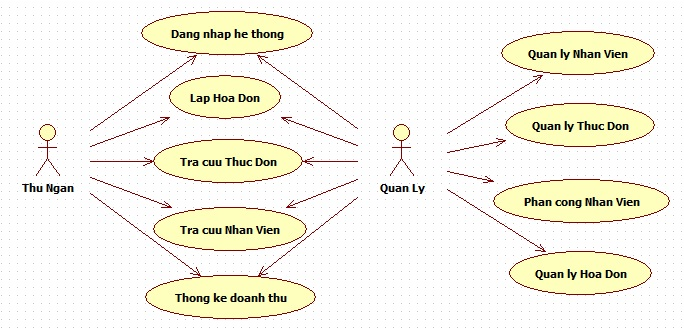 Dang nhap he thong
Lap Hoa Don
Tra cuu Thuc Don
Tra cuu Nhan Vien
Thong ke doanh thu
Thu Ngan
Quan Ly
Quan ly Nhan Vien
Quan ly Thuc Don
Phan cong Nhan Vien
Quan ly Hoa Don